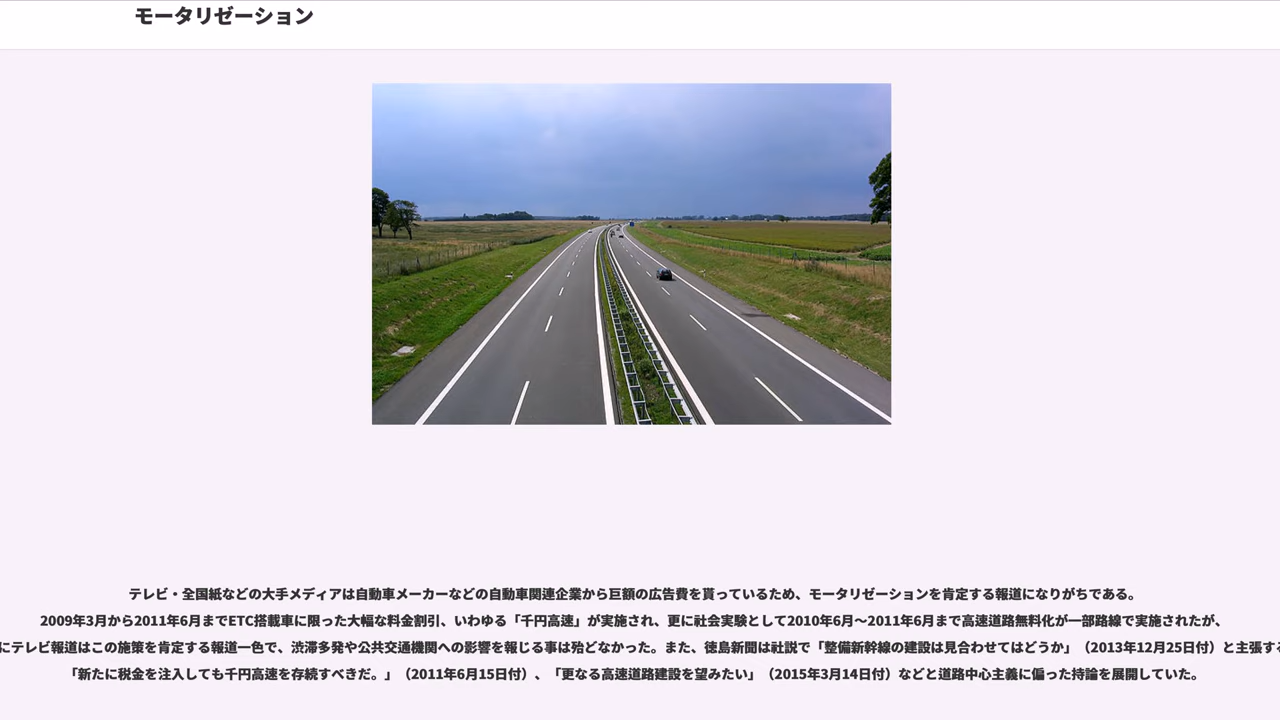 モータリゼーション
テレビ・全国紙などの大手メディアは自動車メーカーなどの自動車関連企業から巨額の広告費を貰っているため、モータリゼーションを肯定する報道になりがちである。
2009年3月から2011年6月までETC搭載車に限った大幅な料金割引、いわゆる「千円高速」が実施され、更に社会実験として2010年6月〜2011年6月まで高速道路無料化が一部路線で実施されたが、
にテレビ報道はこの施策を肯定する報道一色で、渋滞多発や公共交通機関への影響を報じる事は殆どなかった。また、徳島新聞は社説で「整備新幹線の建設は見合わせてはどうか」（2013年12月25日付）と主張する
「新たに税金を注入しても千円高速を存続すべきだ。」（2011年6月15日付）、「更なる高速道路建設を望みたい」（2015年3月14日付）などと道路中心主義に偏った持論を展開していた。